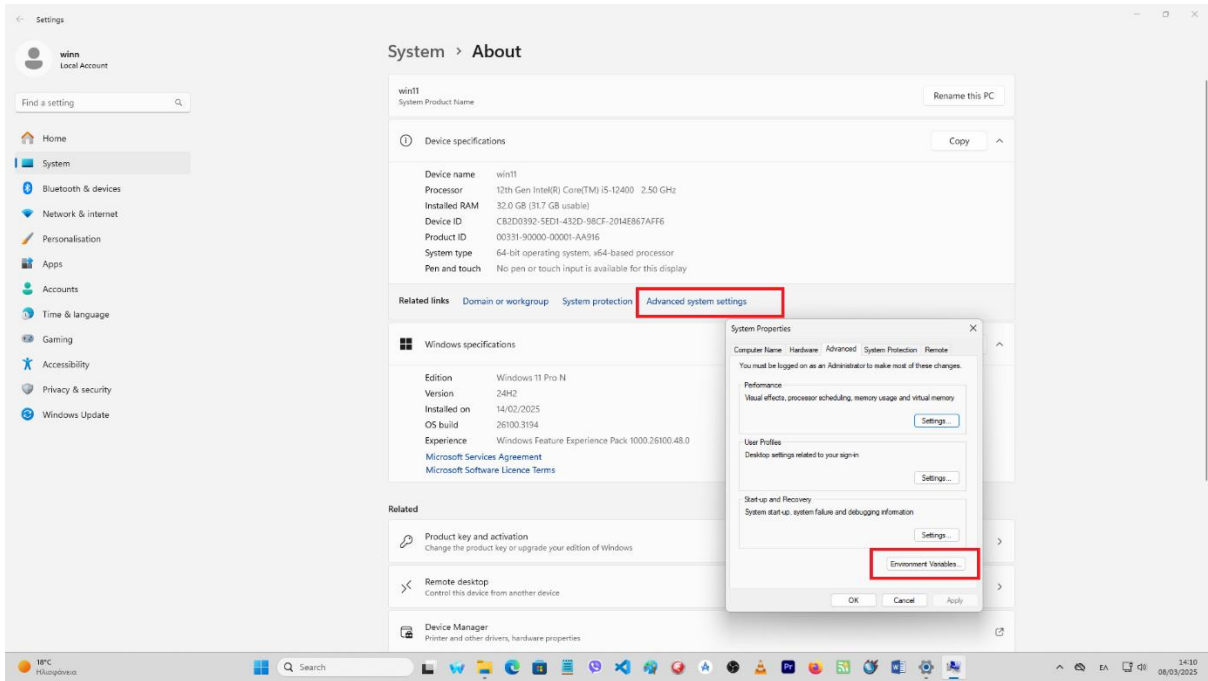 Settings
winn
Local Account
Find a setting
Home
System
Bluetooth & devices
Network & internet
Personalisation
Apps
Accounts
Time & language
Gaming
Accessibility
Privacy & security
Windows Update
System > About
win11
System Product Name
Rename this PC
Device specifications
Copy
Device name win11
Processor 12th Gen Intel(R) Core(TM) i5-12400 2.50 GHz
Installed RAM 32.0 GB (31.7 GB usable)
Device ID CB2D0392-5ED1-432D-98CF-2014E867AFF6
Product ID 00331-90000-00001-AA916
System type 64-bit operating system, x64-based processor
Pen and touch No pen or touch input is available for this display
Related links Domain or workgroup System protection Advanced system settings
Windows specifications
Edition Windows 11 Pro N
Version 24H2
Installed on 14/02/2025
OS build 26100.3194
Experience Windows Feature Experience Pack 1000.26100.48.0
Microsoft Services Agreement
Microsoft Software Licence Terms
Related
Product key and activation
Change the product key or upgrade your edition of Windows
Remote desktop
Control this device from another device
Device Manager
Printer and other drivers, hardware properties
System Properties
Computer Name Hardware Advanced System Protection Remote
You must be logged on as an Administrator to make most of these changes.
Performance
Visual effects, processor scheduling, memory usage and virtual memory
Settings...
User Profiles
Desktop settings related to your sign-in
Settings...
Start-up and Recovery
System start-up, system failure and debugging information
Settings...
Environment Variables...
OK Cancel Apply
18°C
Ηλιοφάνεια
Search
Pr
ΕΛ
14:10
08/03/2025